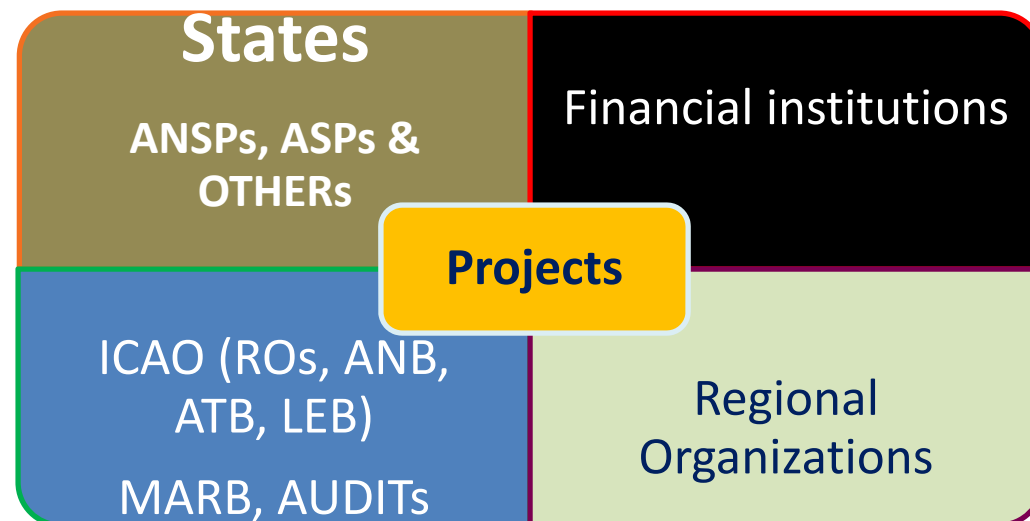 States
ANSPs, ASPs &
OTHERs
Financial institutions
Projects
ICAO (ROs, ANB,
ATB, LEB)
MARB, AUDITs
Regional
Organizations